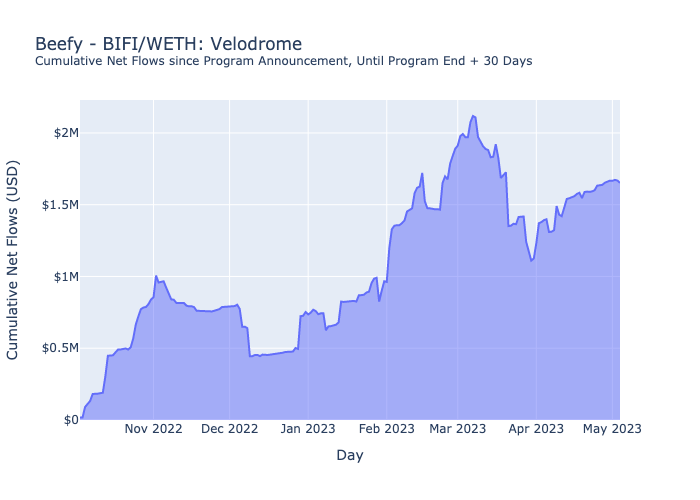 Beefy - BIFI/WETH: Velodrome
Cumulative Net Flows since Program Announcement, Until Program End + 30 Days
Cumulative Net Flows (USD)
$2M
$1.5M
$1M
$0.5M
$0
Nov 2022 Dec 2022 Jan 2023 Feb 2023 Mar 2023 Apr 2023 May 2023
Day